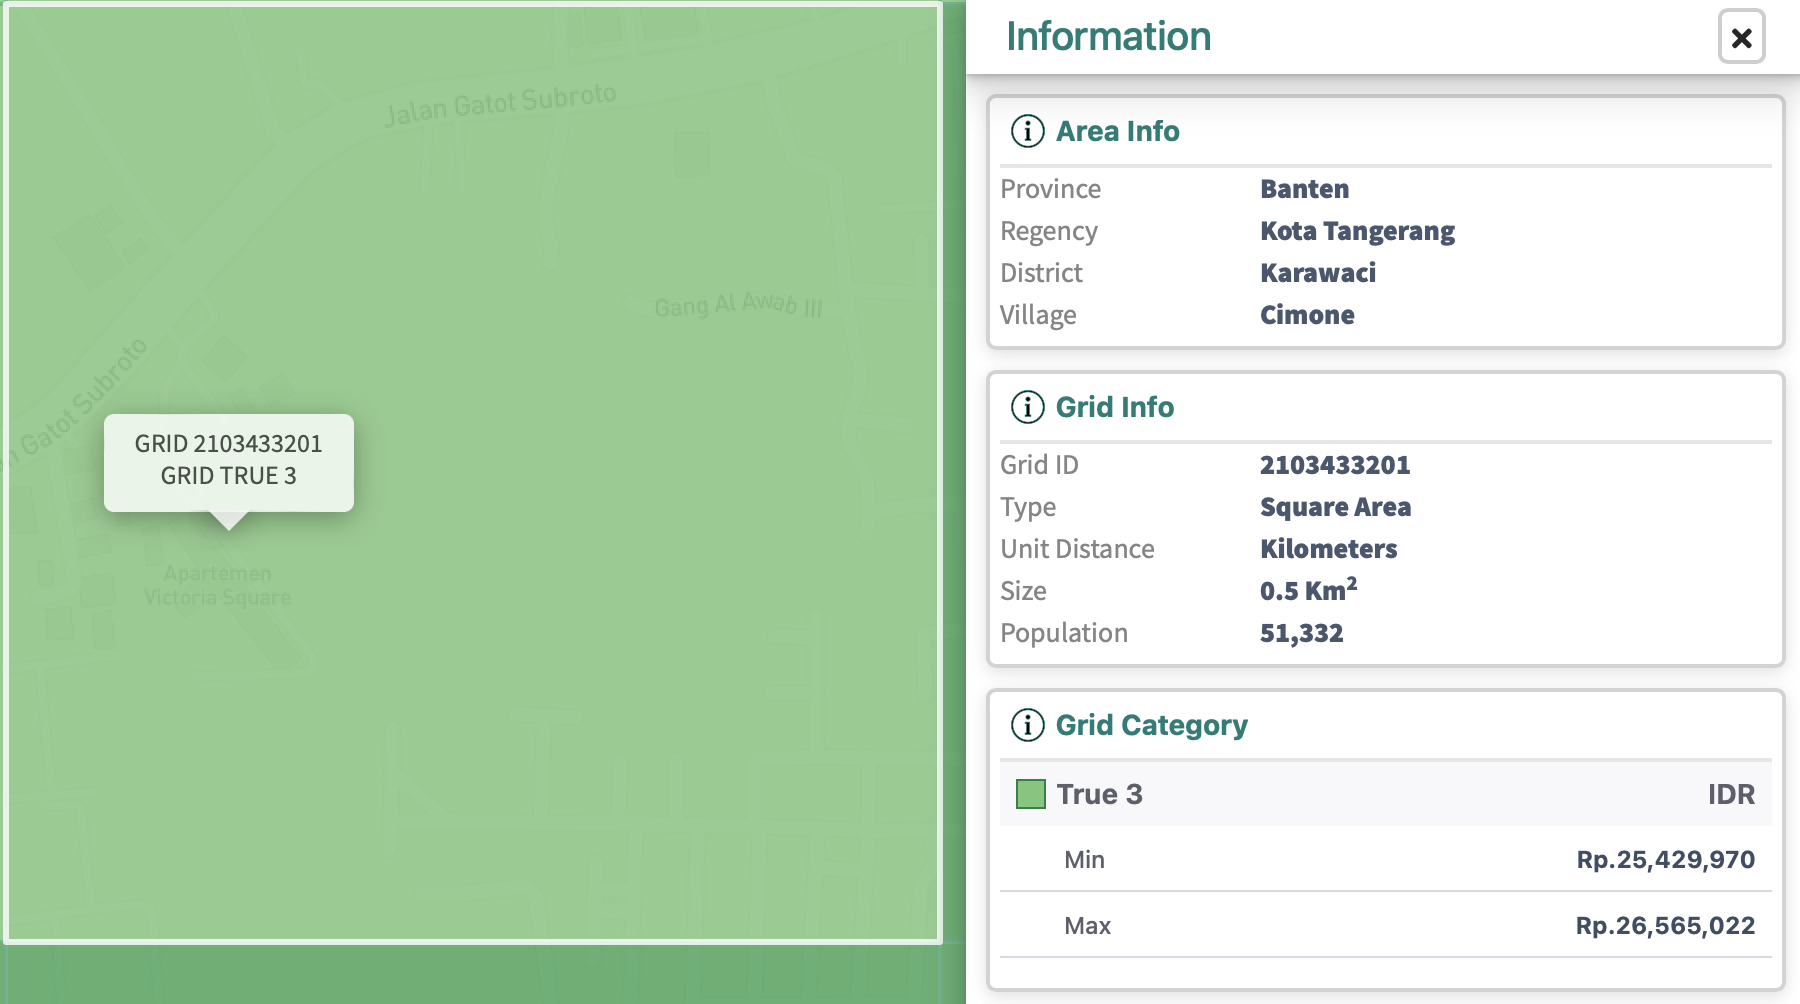 Jalan Gatot Subroto
Gang Al Awab III
Gatot Subroto
GRID 2103433201
GRID TRUE 3
Apartemen
Victoria Square
Information
Area Info
Province Banten
Regency Kota Tangerang
District Karawaci
Village Cimone
Grid Info
Grid ID 2103433201
Type Square Area
Unit Distance Kilometers
Size 0.5 Km²
Population 51,332
Grid Category
True 3 IDR
Min Rp.25,429,970
Max Rp.26,565,022